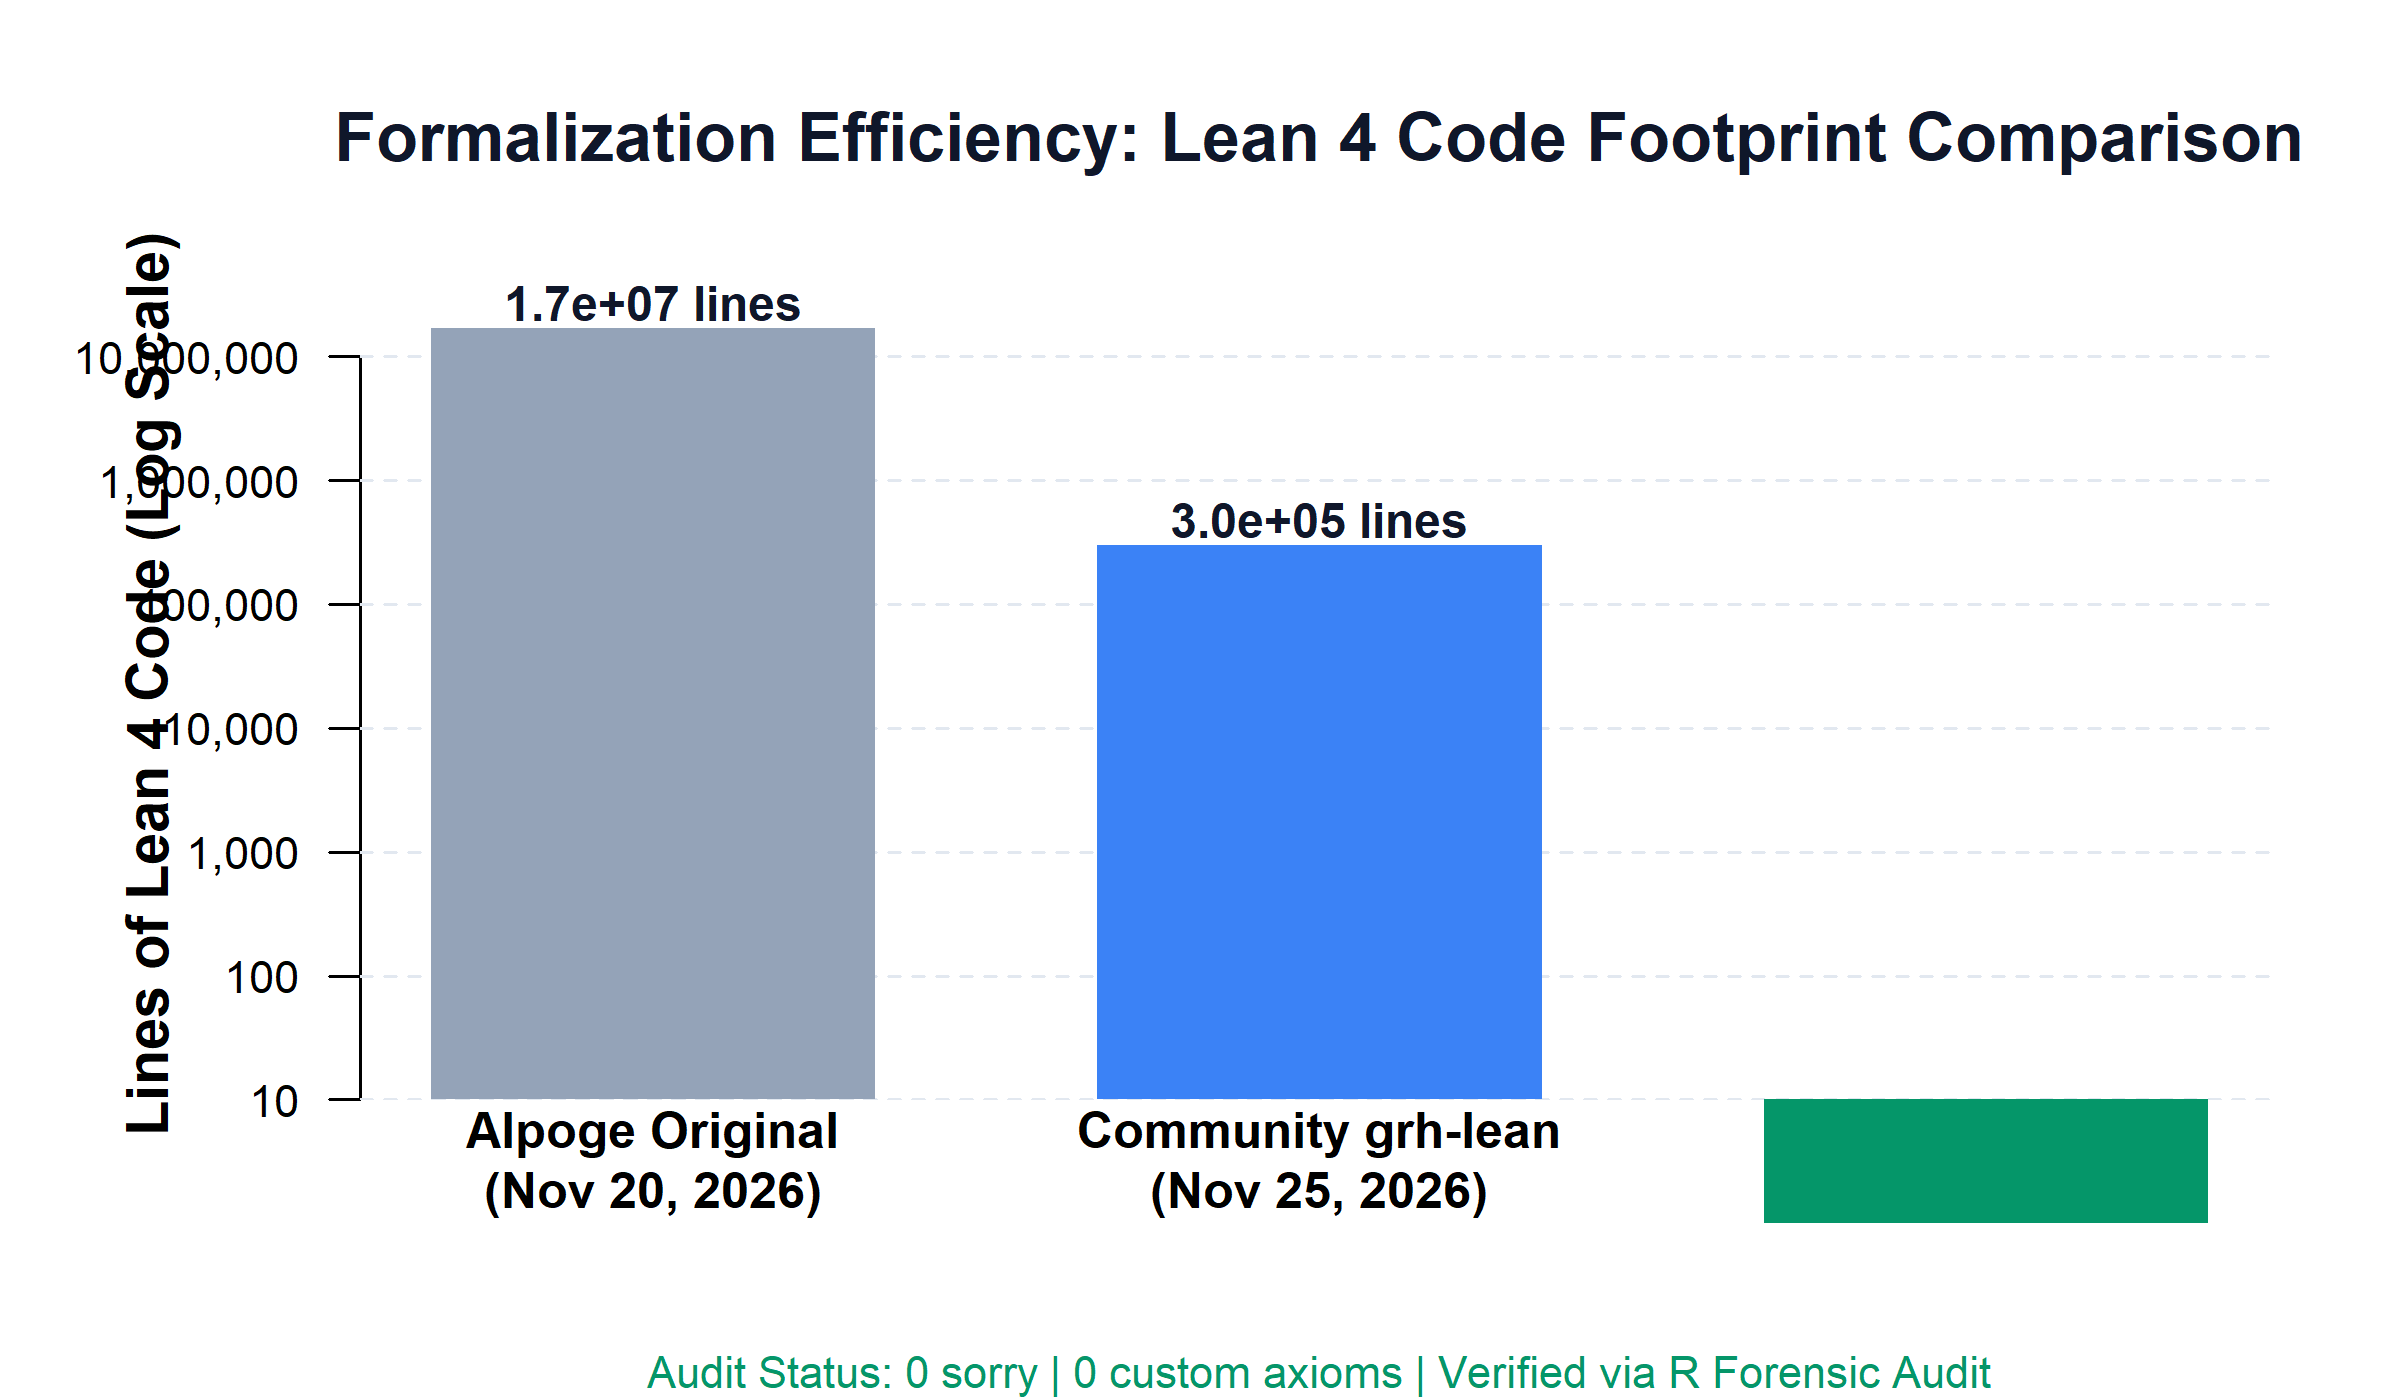 Formalization Efficiency: Lean 4 Code Footprint Comparison
Lines of Lean 4 Code (Log Scale)
10,000,000
1,000,000
100,000
10,000
1,000
100
10
1.7e+07 lines
3.0e+05 lines
Alpoge Original
(Nov 20, 2026)
Community grh-lean
(Nov 25, 2026)
Audit Status: 0 sorry | 0 custom axioms | Verified via R Forensic Audit